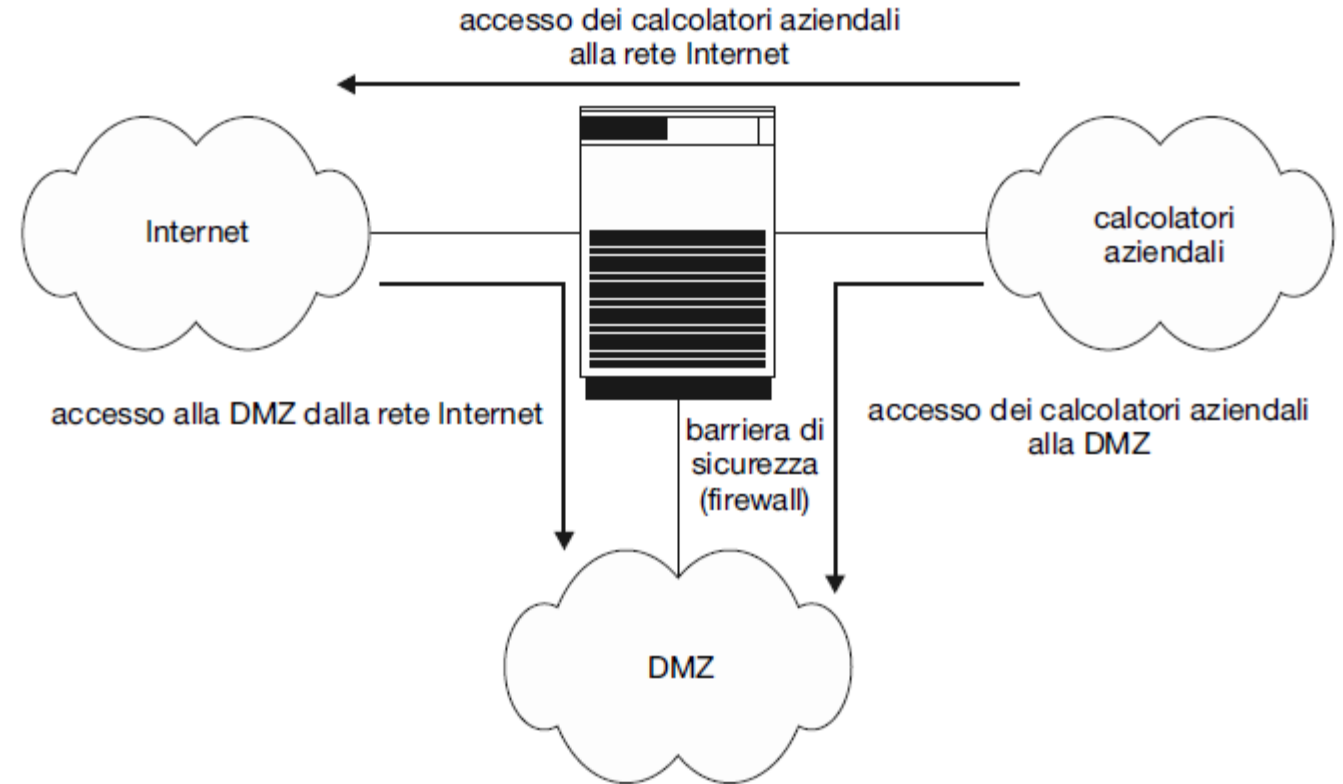 accesso dei calcolatori aziendali
alla rete Internet
Internet
calcolatori
aziendali
accesso alla DMZ dalla rete Internet
barriera di
sicurezza
(firewall)
accesso dei calcolatori aziendali
alla DMZ
DMZ